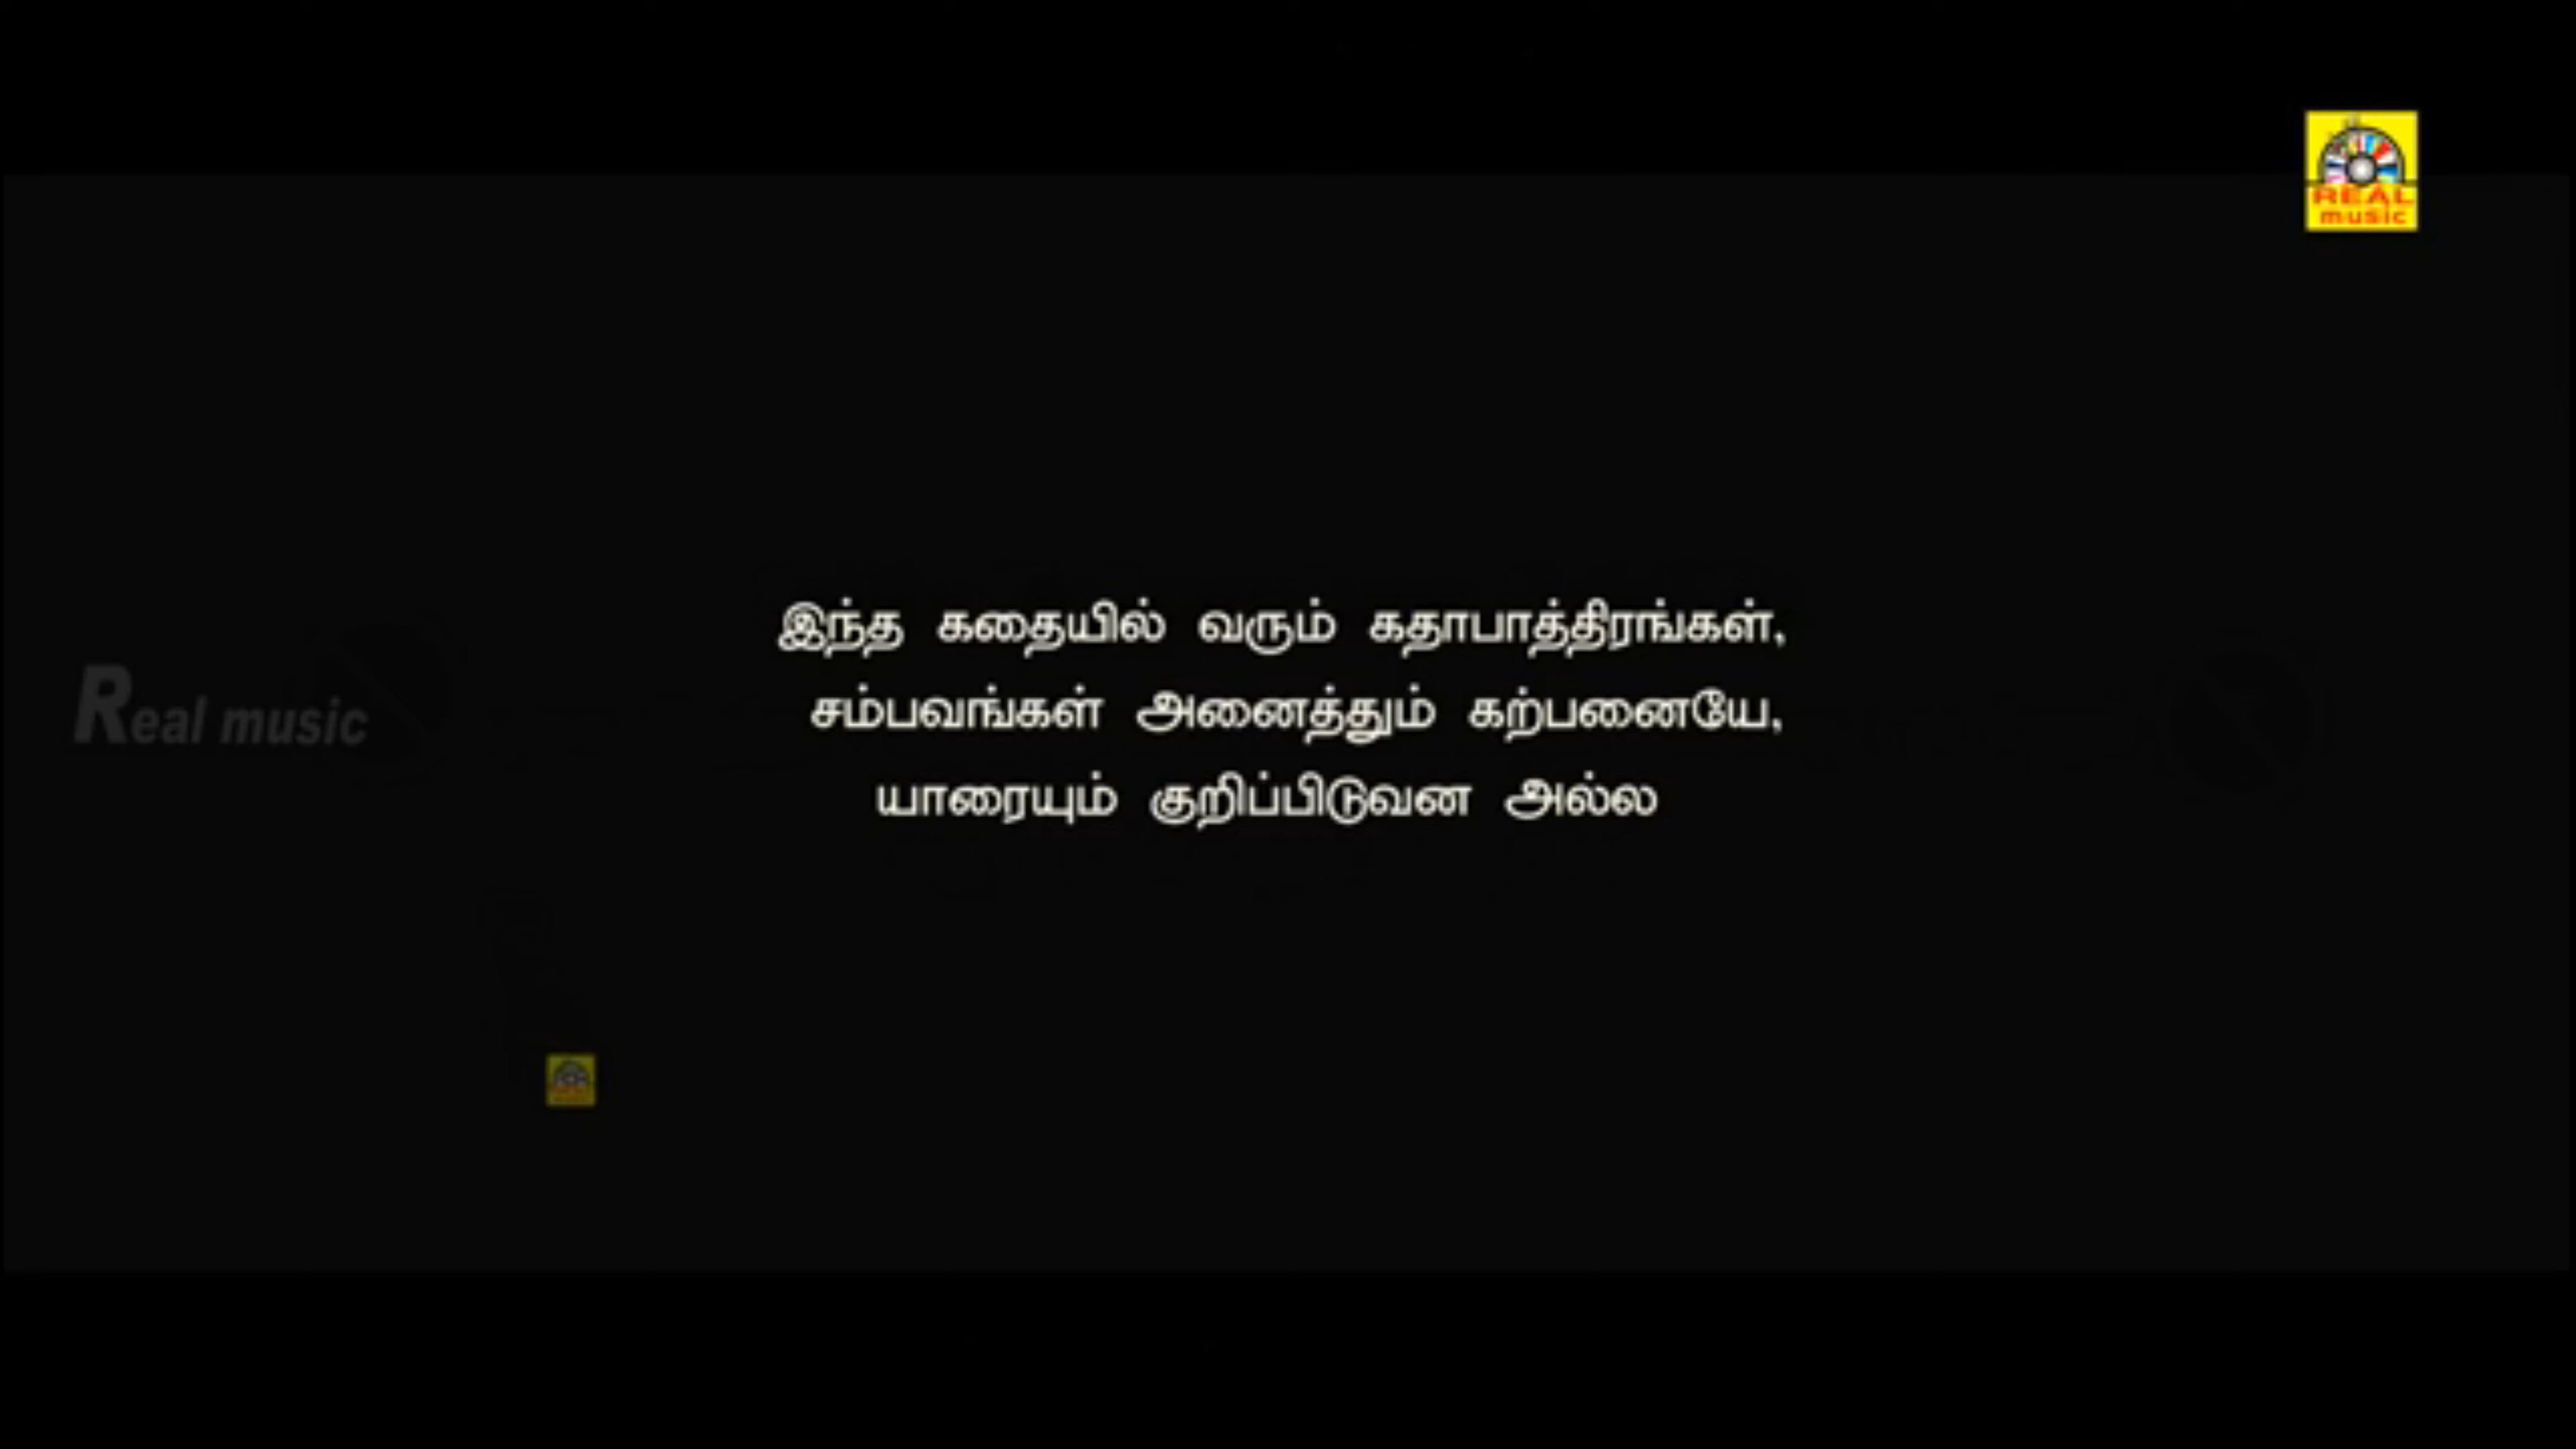 REAL
music
இந்த கதையில் வரும் கதாபாத்திரங்கள்,
சம்பவங்கள் அனைத்தும் கற்பனையே,
யாரையும் குறிப்பிடுவன அல்ல
Real music